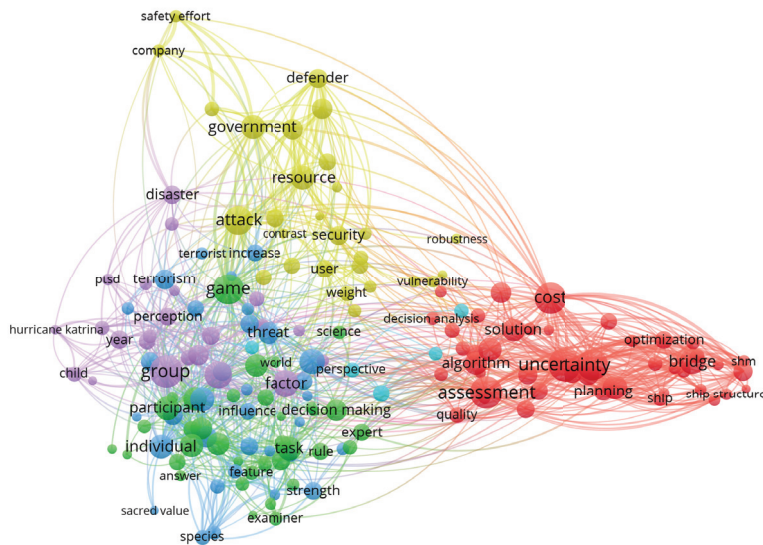 safety effort
company
defender
government
resource
disaster
attack
contrast
security
robustness
terrorist increase
user
vulnerability
ptsd
terrorism
game
weight
cost
perception
decision analysis
hurricane katrina
year
threat
science
solution
optimization
world
perspective
algorithm
uncertainty
bridge
shm
child
group
factor
assessment
planning
ship
ship structure
participant
influence
decision making
quality
individual
task
rule
expert
answer
feature
strength
sacred value
examiner
species